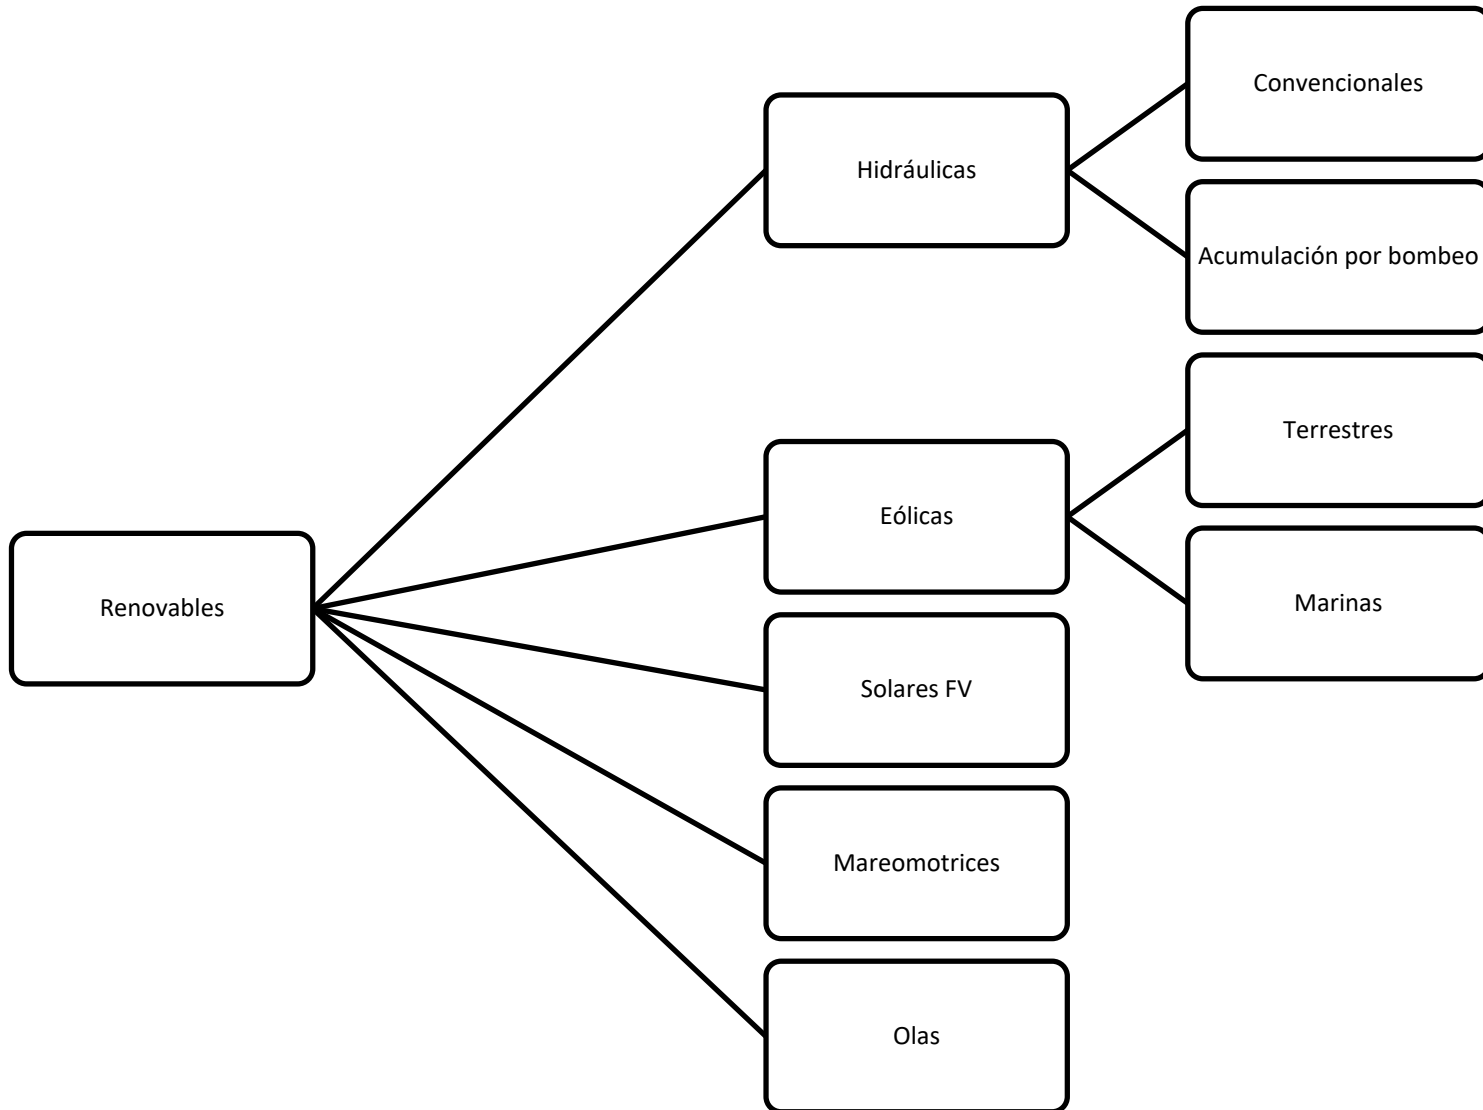 Convencionales
Hidráulicas
Acumulación por bombeo
Terrestres
Eólicas
Renovables
Marinas
Solares FV
Mareomotrices
Olas